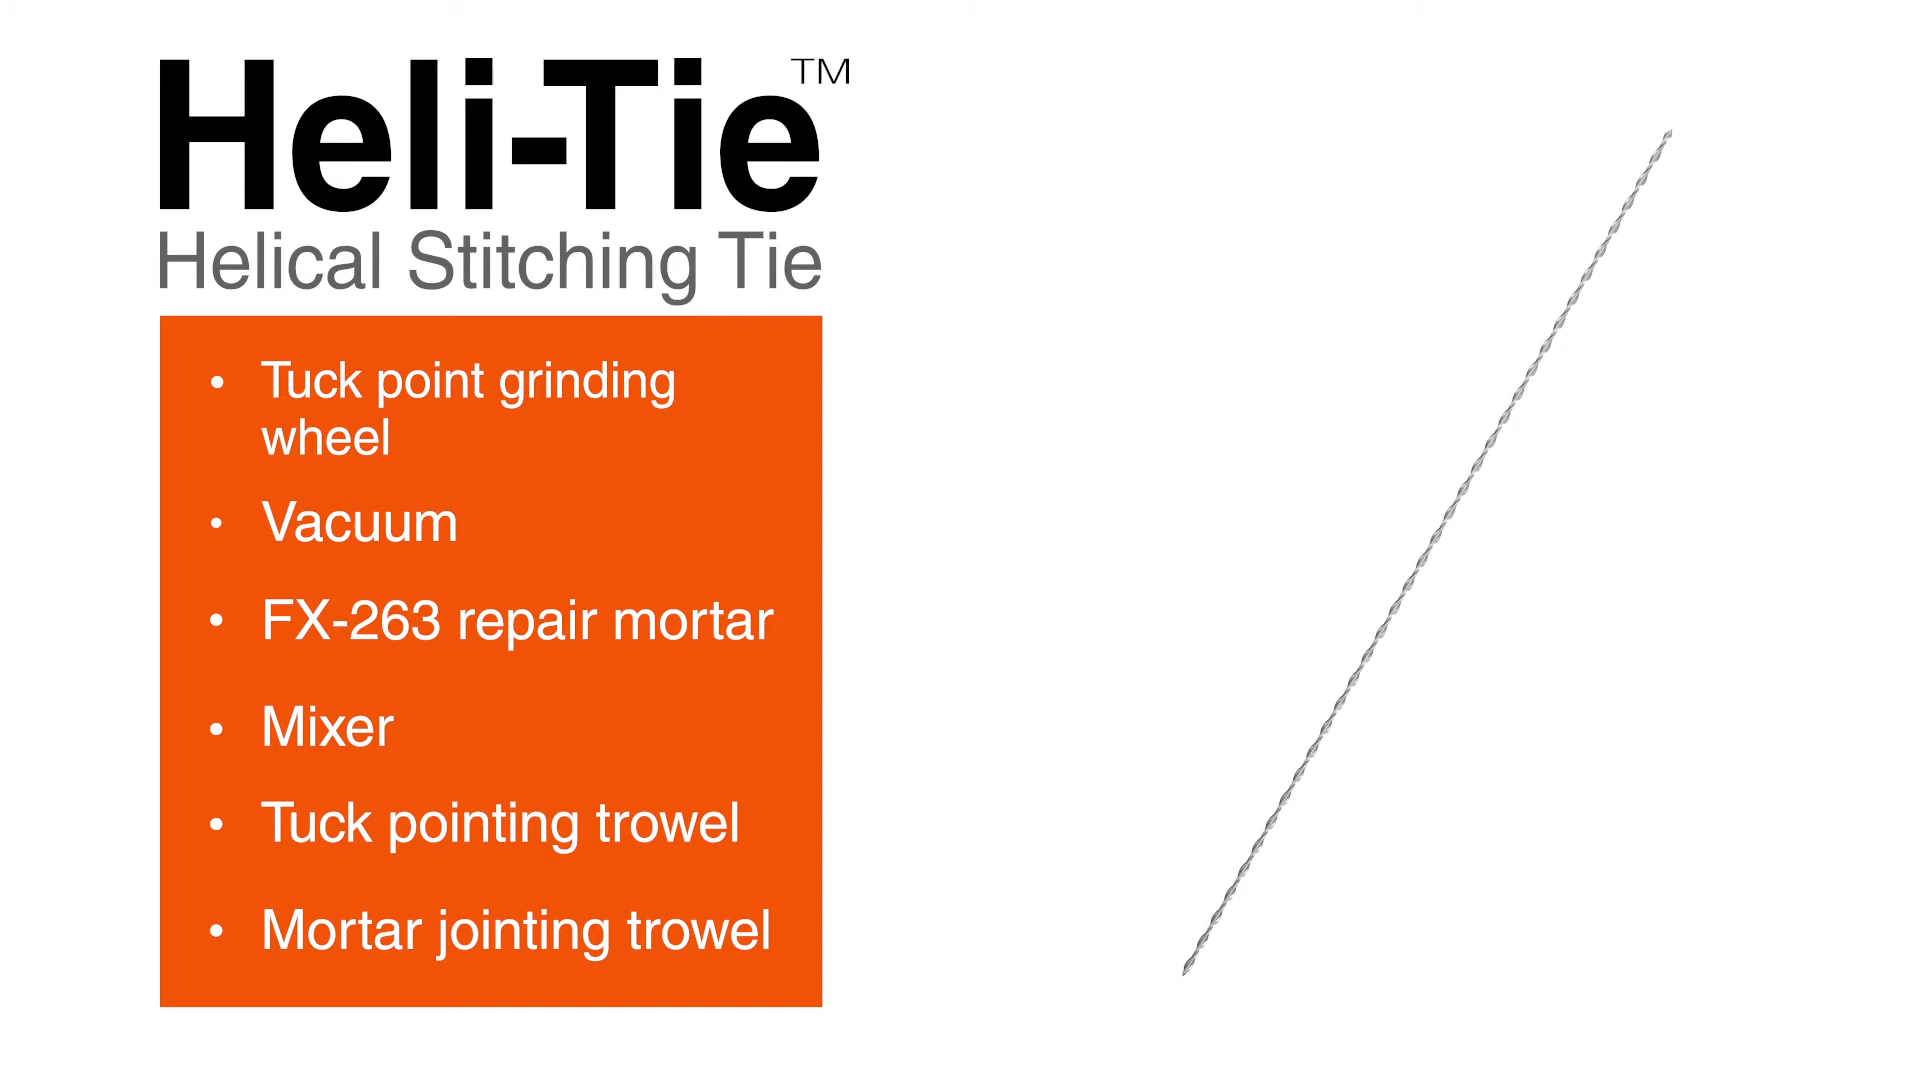 Heli-Tie™
Helical Stitching Tie
• Tuck point grinding
wheel
• Vacuum
• FX-263 repair mortar
• Mixer
• Tuck pointing trowel
• Mortar jointing trowel